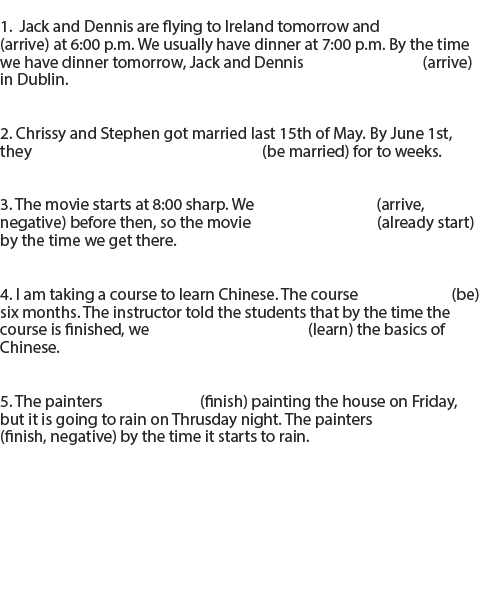 1. Jack and Dennis are flying to Ireland tomorrow and
(arrive) at 6:00 p.m. We usually have dinner at 7:00 p.m. By the time
we have dinner tomorrow, Jack and Dennis (arrive)
in Dublin.
2. Chrissy and Stephen got married last 15th of May. By June 1st,
they (be married) for to weeks.
3. The movie starts at 8:00 sharp. We (arrive,
negative) before then, so the movie (already start)
by the time we get there.
4. I am taking a course to learn Chinese. The course (be)
six months. The instructor told the students that by the time the
course is finished, we (learn) the basics of
Chinese.
5. The painters (finish) painting the house on Friday,
but it is going to rain on Thrusday night. The painters
(finish, negative) by the time it starts to rain.